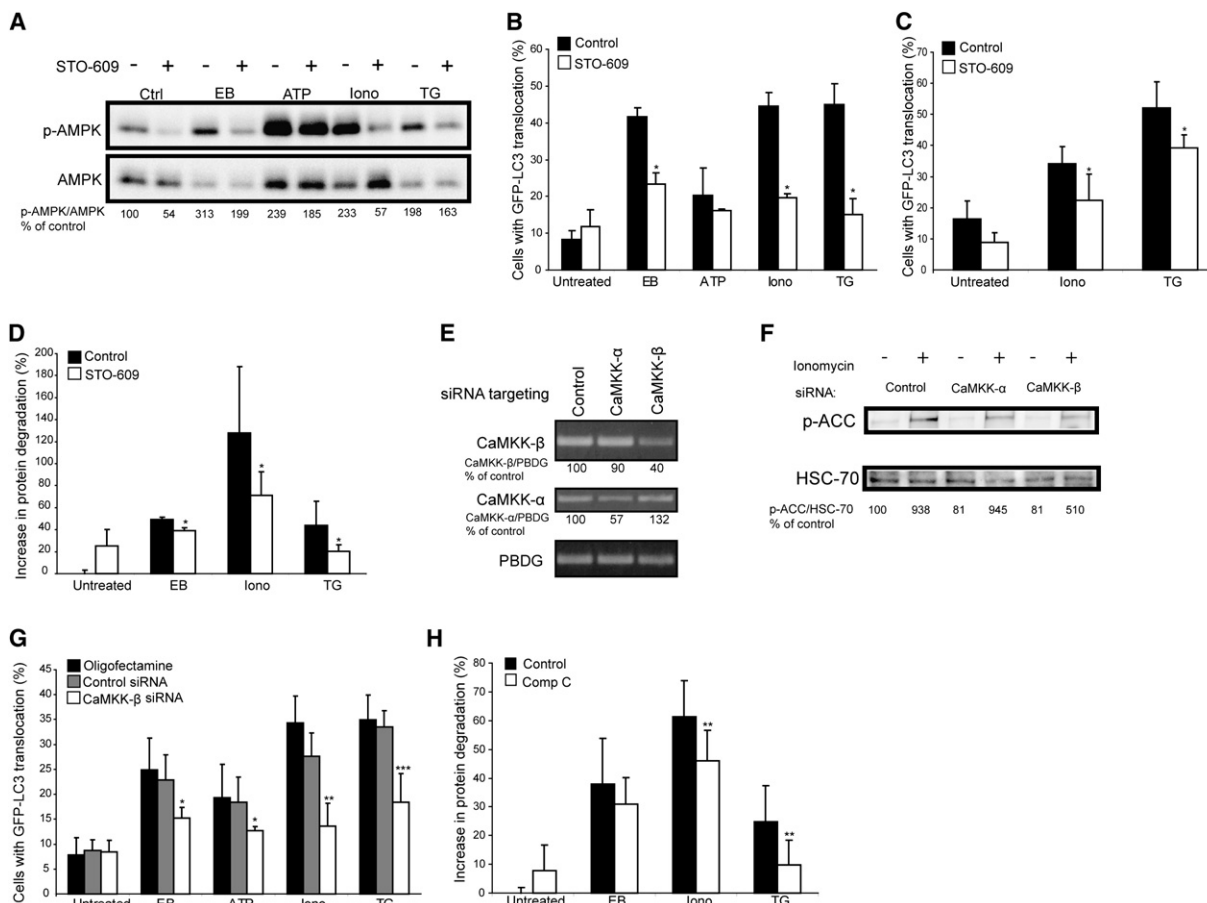 A
STO-609 - + - + - + - + - +
Ctrl EB ATP Iono TG
p-AMPK
AMPK
p-AMPK/AMPK 100 54 313 199 239 185 233 57 198 163
% of control
B
Control
STO-609
Cells with GFP-LC3 translocation (%)
60
50
40
30
20
10
0
* * *
Untreated EB ATP Iono TG
C
Control
STO-609
Cells with GFP-LC3 translocation (%)
70
60
50
40
30
20
10
0
* *
Untreated Iono TG
D
Control
STO-609
Increase in protein degradation (%)
200
180
160
140
120
100
80
60
40
20
0
* * *
Untreated EB Iono TG
E
siRNA targeting
Control
CaMKK-α
CaMKK-β
CaMKK-β
CaMKK-β/PBDG 100 90 40
% of control
CaMKK-α
CaMKK-α/PBDG 100 57 132
% of control
PBDG
F
Ionomycin - + - + - +
siRNA: Control CaMKK-α CaMKK-β
p-ACC
HSC-70
p-ACC/HSC-70 100 938 81 945 81 510
% of control
G
Oligofectamine
Control siRNA
CaMKK-β siRNA
Cells with GFP-LC3 translocation (%)
45
40
35
30
25
20
15
10
5
0
* * ** ***
Untreated EB ATP Iono TG
H
Control
Comp C
Increase in protein degradation (%)
80
70
60
50
40
30
20
10
0
** **
Untreated EB Iono TG